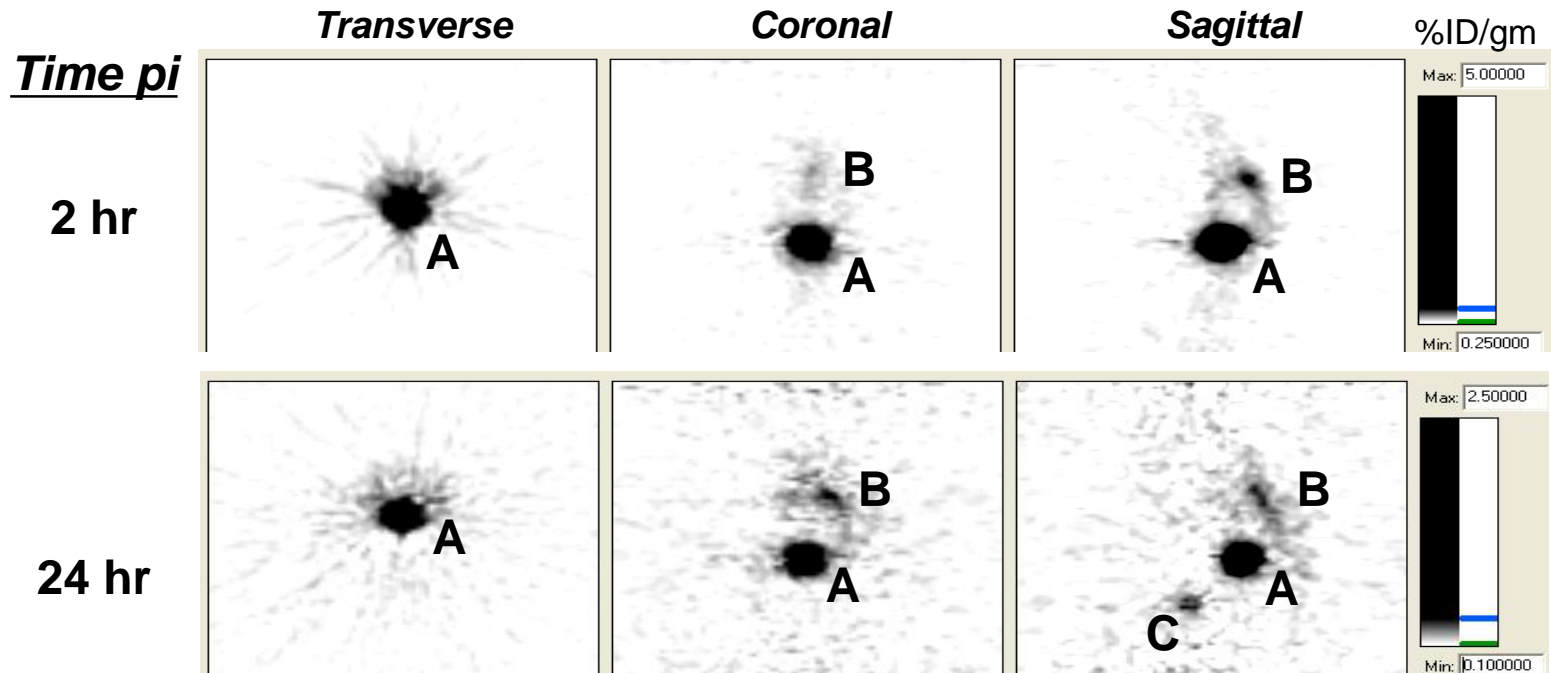 Transverse Coronal Sagittal %ID/gm
Time pi
Max: 5.00000
2 hr
A
B
A
B
A
Min: 0.250000
Max: 2.50000
24 hr
A
B
A
B
A
C
Min: 0.100000